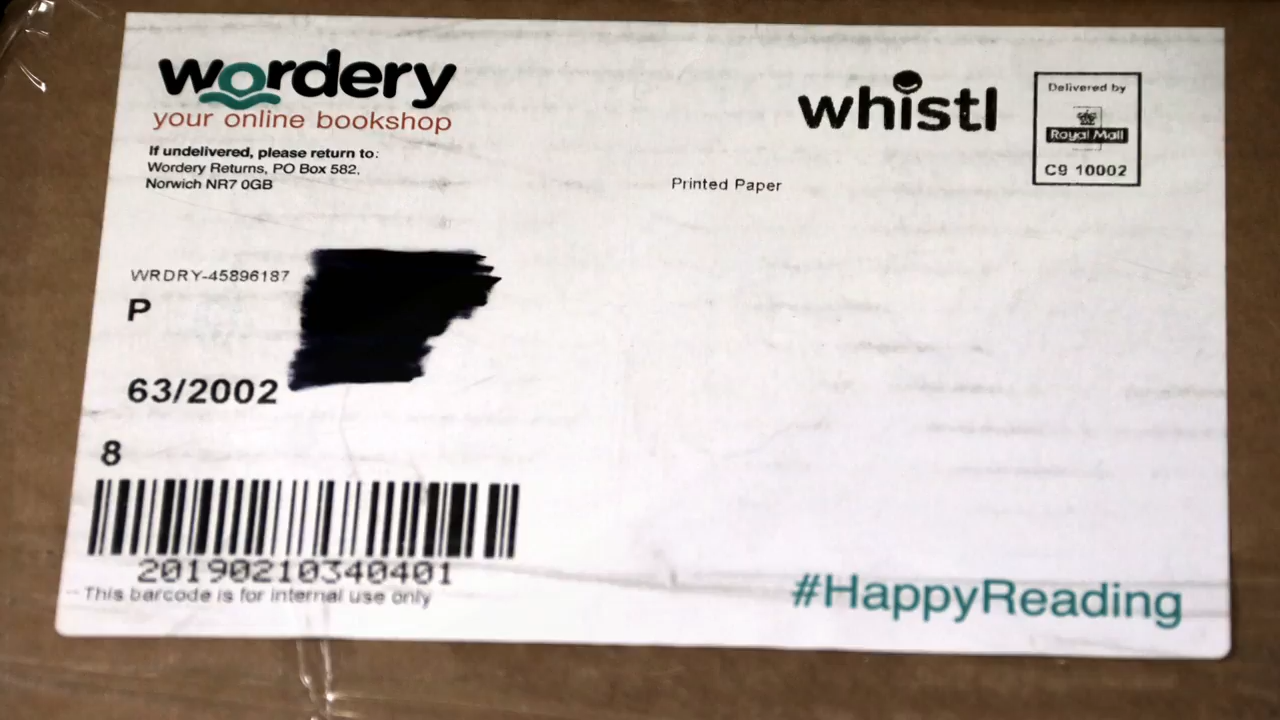 wordery
your online bookshop
If undelivered, please return to:
Wordery Returns, PO Box 582,
Norwich NR7 0GB
whistl
Delivered by
Royal Mail
C9 10002
Printed Paper
WRDRY-45896187
P
63/2002
8
20190210340401
This barcode is for internal use only
#HappyReading